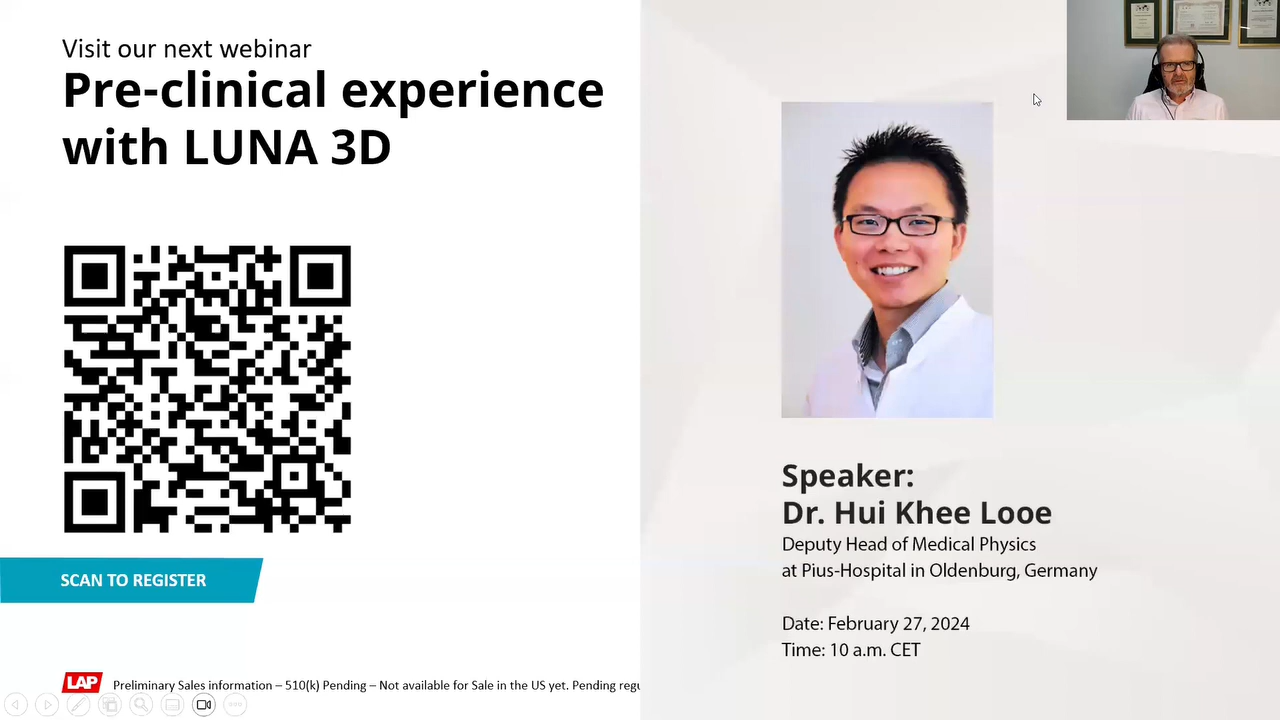 Visit our next webinar
Pre-clinical experience
with LUNA 3D
SCAN TO REGISTER
Speaker:
Dr. Hui Khee Looe
Deputy Head of Medical Physics
at Pius-Hospital in Oldenburg, Germany
Date: February 27, 2024
Time: 10 a.m. CET
LAP
Preliminary Sales information – 510(k) Pending – Not available for Sale in the US yet. Pending regu